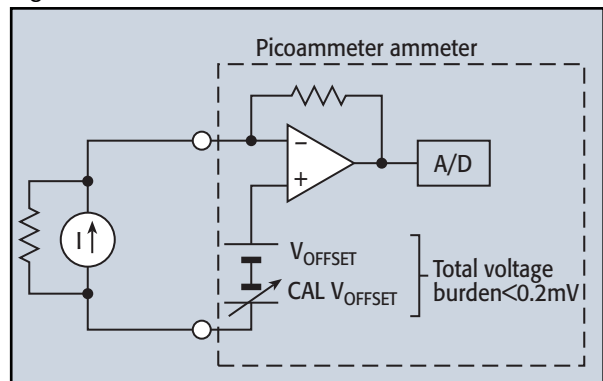 Picoammeter ammeter
−
+
A/D
I
VOFFSET
CAL VOFFSET
Total voltage
burden<0.2mV